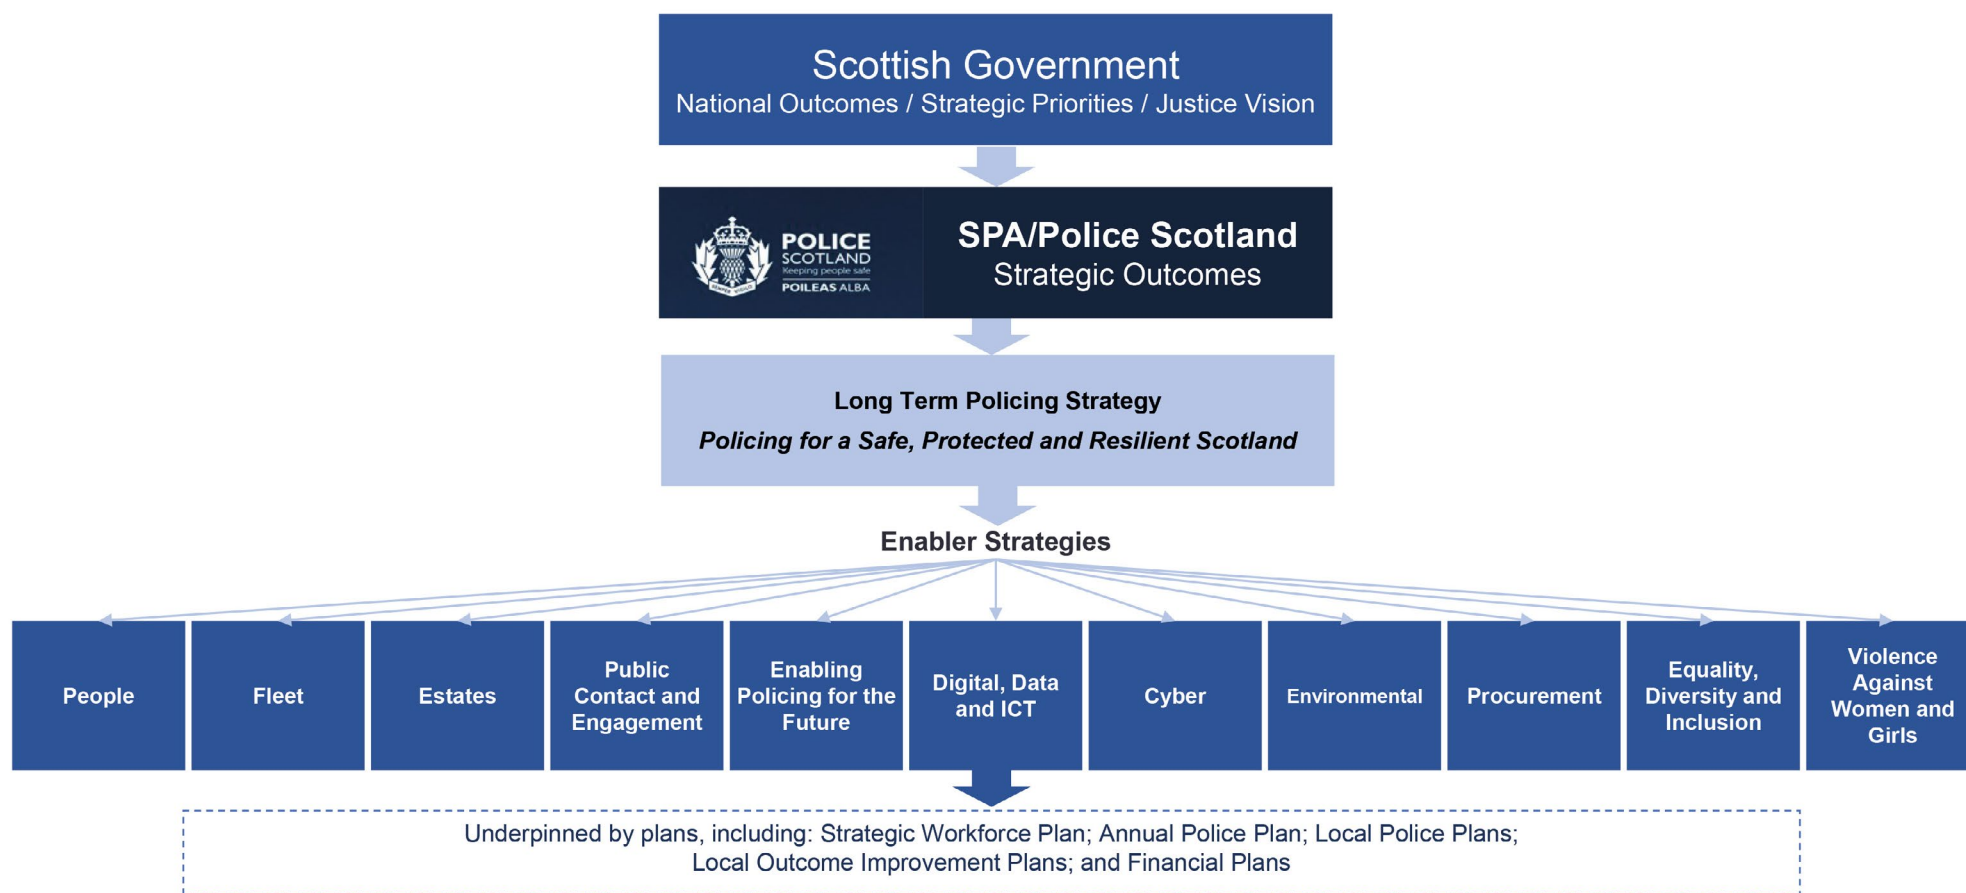 Scottish Government
National Outcomes / Strategic Priorities / Justice Vision
POLICE
SCOTLAND
Keeping people safe
POILEAS ALBA
SEMPER VIGILO
SPA/Police Scotland
Strategic Outcomes
Long Term Policing Strategy
Policing for a Safe, Protected and Resilient Scotland
Enabler Strategies
People
Fleet
Estates
Public
Contact and
Engagement
Enabling
Policing for the
Future
Digital, Data
and ICT
Cyber
Environmental
Procurement
Equality,
Diversity and
Inclusion
Violence
Against
Women and
Girls
Underpinned by plans, including: Strategic Workforce Plan; Annual Police Plan; Local Police Plans;
Local Outcome Improvement Plans; and Financial Plans